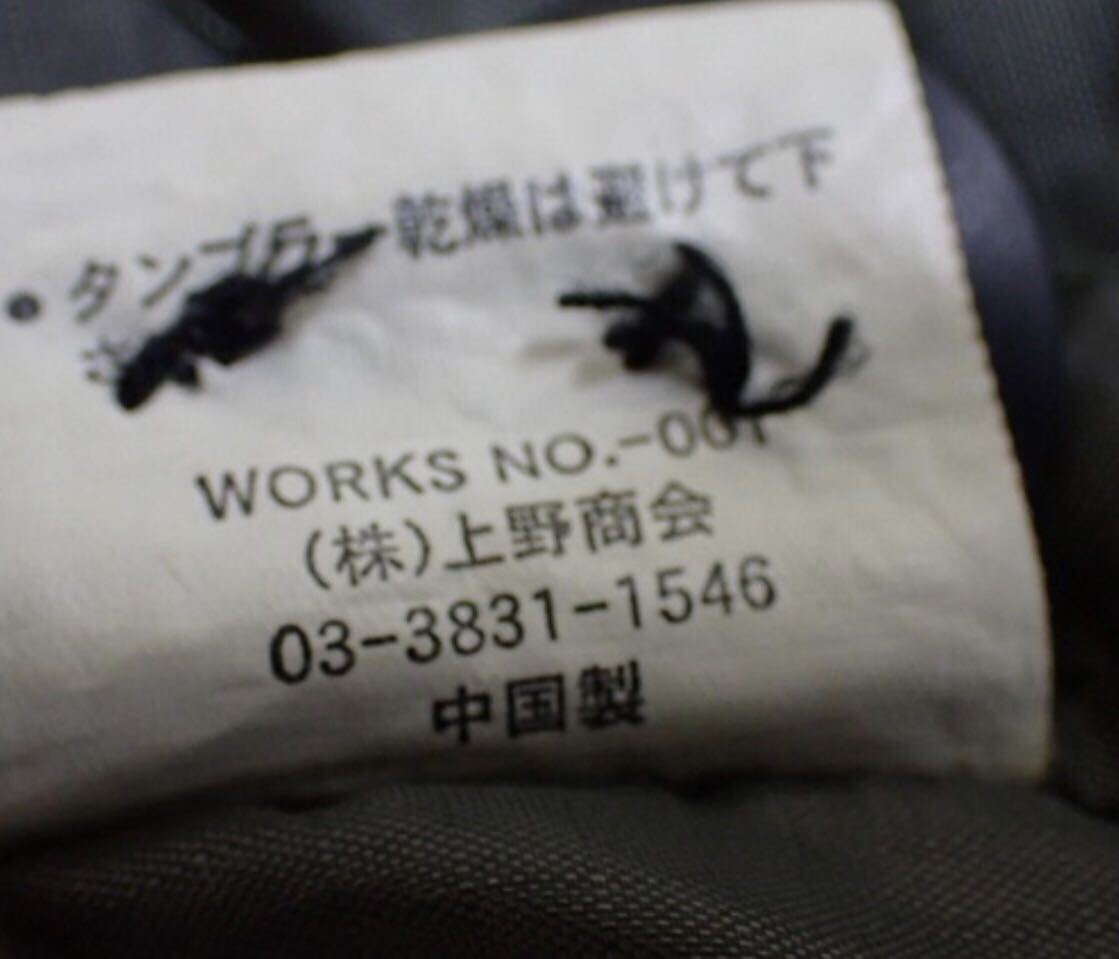 ・タンブラー乾燥は避けて下
WORKS NO.-001
(株)上野商会
03-3831-1546
中国製